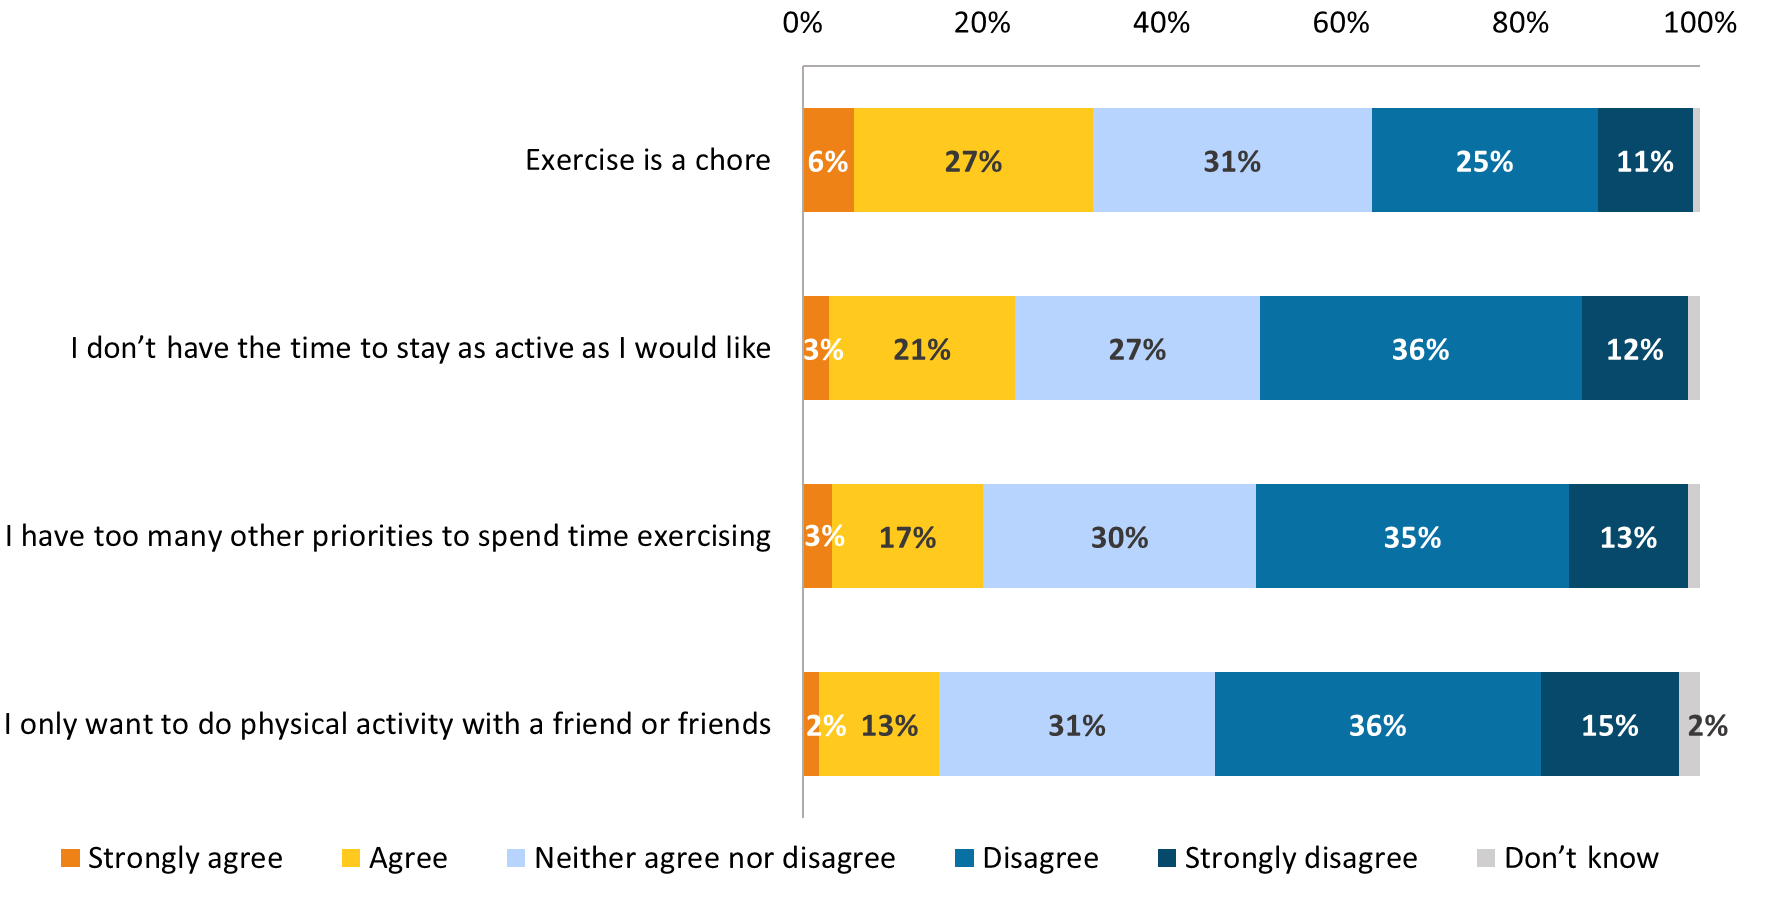 0% 20% 40% 60% 80% 100%
Exercise is a chore 6% 27% 31% 25% 11%
I don’t have the time to stay as active as I would like 3% 21% 27% 36% 12%
I have too many other priorities to spend time exercising 3% 17% 30% 35% 13%
I only want to do physical activity with a friend or friends 2% 13% 31% 36% 15% 2%
Strongly agree Agree Neither agree nor disagree Disagree Strongly disagree Don’t know